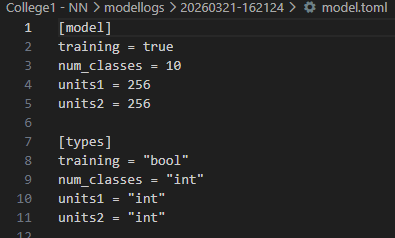 College1 - NN > modellogs > 20260321-162124 > model.toml
1 [model]
2 training = true
3 num_classes = 10
4 units1 = 256
5 units2 = 256
6
7 [types]
8 training = "bool"
9 num_classes = "int"
10 units1 = "int"
11 units2 = "int"
12